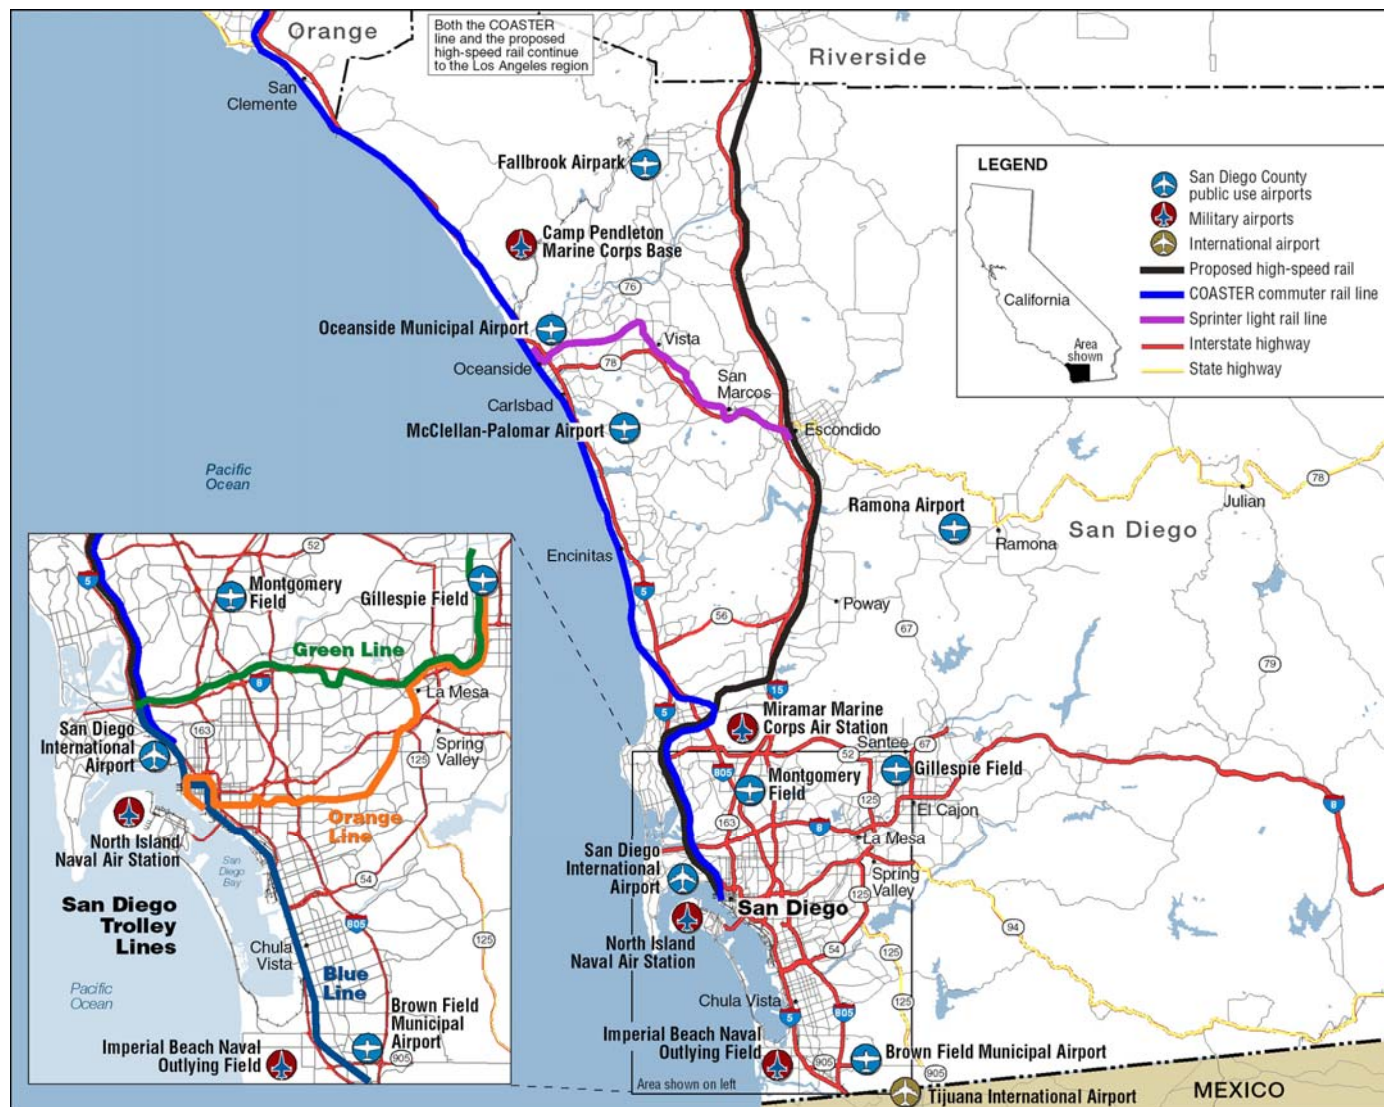 Orange
Both the COASTER
line and the proposed
high-speed rail continue
to the Los Angeles region
Riverside
San
Clemente
Fallbrook Airpark
Camp Pendleton
Marine Corps Base
76
Oceanside Municipal Airport
Vista
Oceanside
78
San
Marcos
Carlsbad
McClellan-Palomar Airport
Escondido
Pacific
Ocean
LEGEND
San Diego County
public use airports
Military airports
International airport
Proposed high-speed rail
COASTER commuter rail line
Sprinter light rail line
Interstate highway
State highway
California
Area
shown
78
Julian
Ramona Airport
San Diego
Ramona
Encinitas
5
Poway
56
67
79
15
5
Miramar Marine
Corps Air Station
Santee
67
52
805
Montgomery
Field
Gillespie Field
125
El Cajon
8
163
8
La Mesa
San Diego
International
Airport
Spring
Valley
125
San Diego
North Island
Naval Air Station
94
54
Chula Vista
125
5
805
Imperial Beach Naval
Outlying Field
905
Brown Field Municipal Airport
905
Area shown on left
Tijuana International Airport
MEXICO
52
5
Montgomery
Field
Gillespie Field
Green Line
8
La Mesa
San Diego
International
Airport
163
Spring
Valley
125
Orange
Line
North Island
Naval Air Station
San
Diego
Bay
54
San Diego
Trolley
Lines
805
125
Chula
Vista
Pacific
Ocean
Blue
Line
Brown Field
Municipal
Airport
Imperial Beach Naval
Outlying Field
905